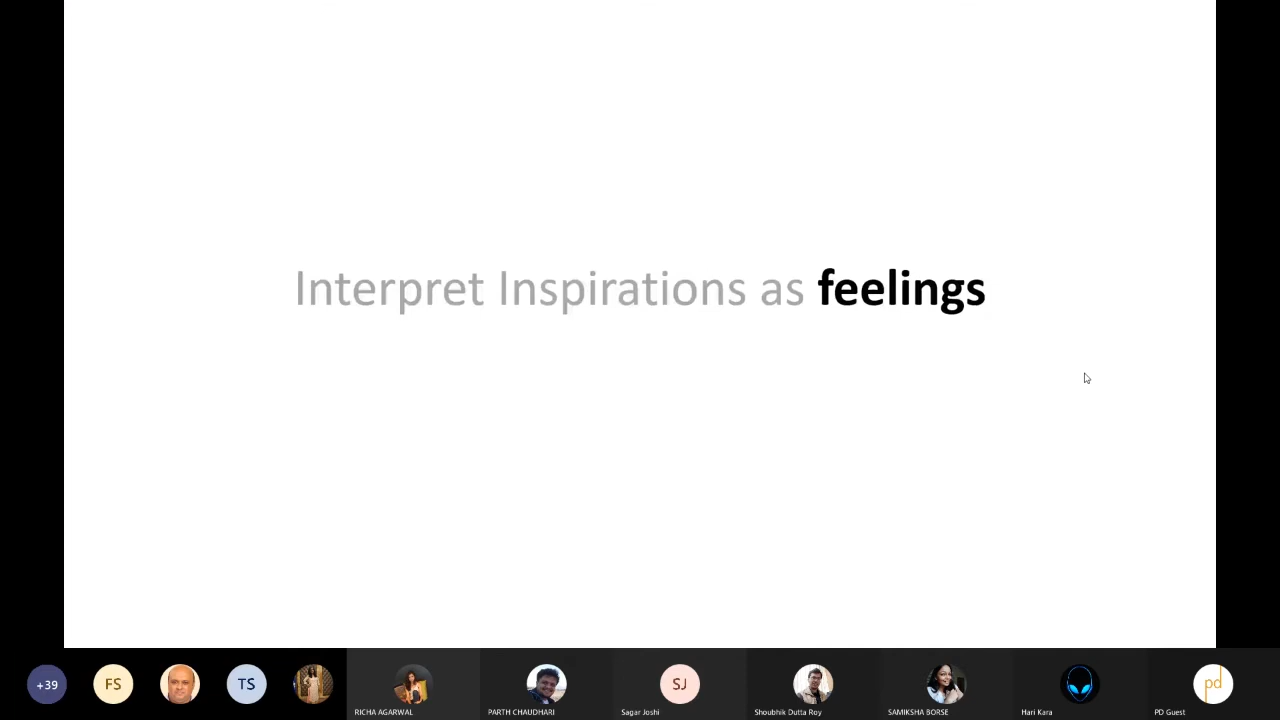 Interpret Inspirations as feelings
+39
FS
TS
SJ
pd
RICHA AGARWAL
PARTH CHAUDHARI
Sagar Joshi
Shoubhik Dutta Roy
SAMIKSHA BORSE
Hari Kara
PD Guest